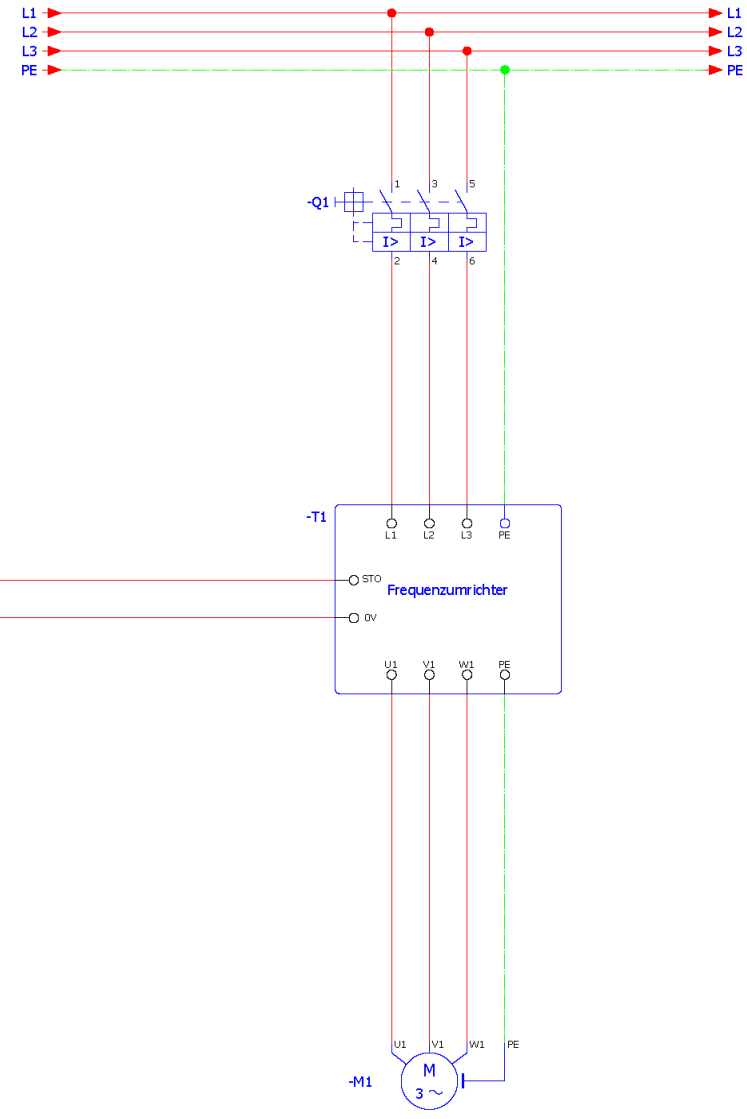 L1 L1
L2 L2
L3 L3
PE PE
1 3 5
-Q1
I> I> I>
2 4 6
-T1
L1 L2 L3 PE
STO
Frequenzumrichter
0V
U1 V1 W1 PE
U1 V1 W1 PE
M
-M1
3 ~